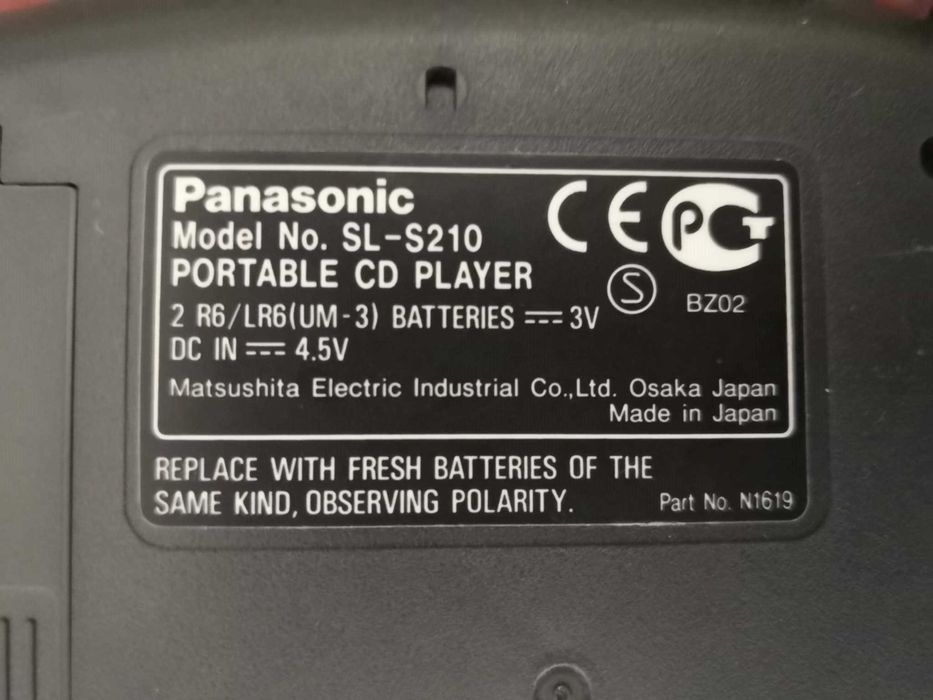 Panasonic
CE
Model No. SL-S210
PORTABLE CD PLAYER
S
BZ02
2 R6/LR6(UM-3) BATTERIES ⎓ 3V
DC IN ⎓ 4.5V
Matsushita Electric Industrial Co.,Ltd. Osaka Japan
Made in Japan
REPLACE WITH FRESH BATTERIES OF THE
SAME KIND, OBSERVING POLARITY.
Part No. N1619